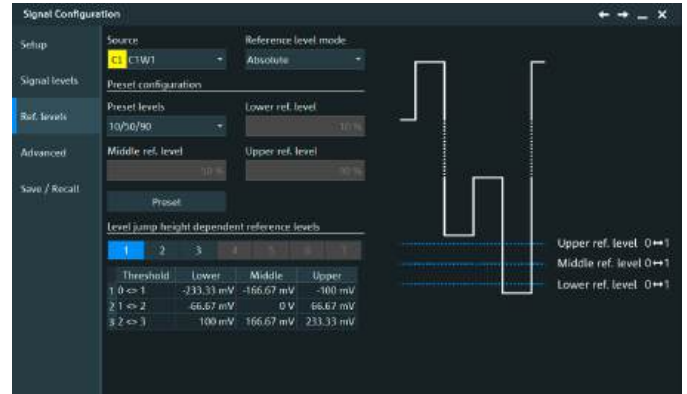 Signal Configuration
Setup
Signal levels
Ref. levels
Advanced
Save / Recall
Source
Reference level mode
C1 C1W1
Absolute
Preset configuration
Preset levels
Lower ref. level
10/50/90
10 %
Middle ref. level
Upper ref. level
50 %
90 %
Preset
Level jump height dependent reference levels
1 2 3 4 5 6 7
Threshold Lower Middle Upper
1 0 <> 1 -233.33 mV -166.67 mV -100 mV
2 1 <> 2 -66.67 mV 0 V 66.67 mV
3 2 <> 3 100 mV 166.67 mV 233.33 mV
Upper ref. level 0↔1
Middle ref. level 0↔1
Lower ref. level 0↔1